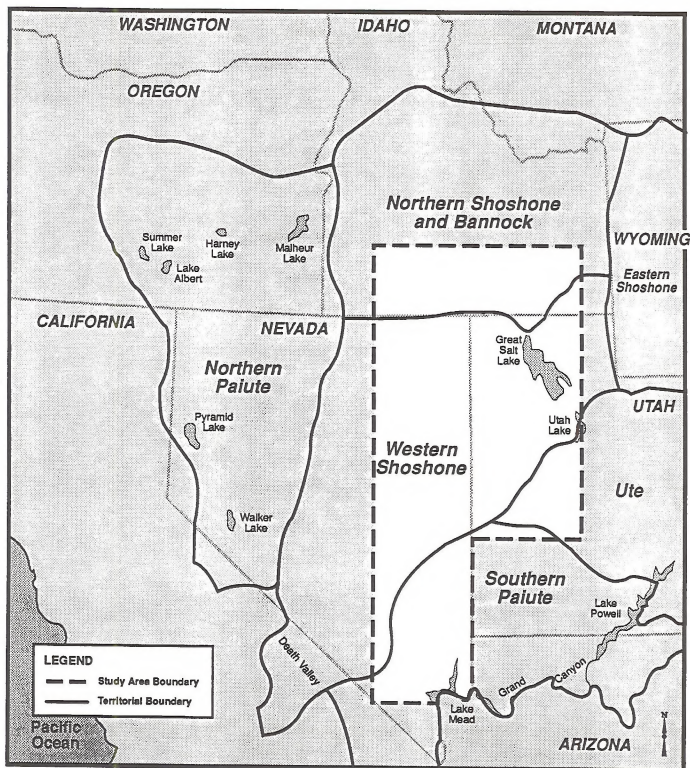 WASHINGTON
IDAHO
MONTANA
OREGON
Northern Shoshone
and Bannock
Summer
Lake
Harney
Lake
Malheur
Lake
Lake
Albert
WYOMING
Eastern
Shoshone
CALIFORNIA
NEVADA
Great
Salt
Lake
Northern
Paiute
UTAH
Pyramid
Lake
Utah
Lake
Western
Shoshone
Ute
Walker
Lake
Southern
Paiute
Lake
Powell
Death Valley
LEGEND
Study Area Boundary
Territorial Boundary
Grand
Canyon
Lake
Mead
Pacific
Ocean
ARIZONA
N